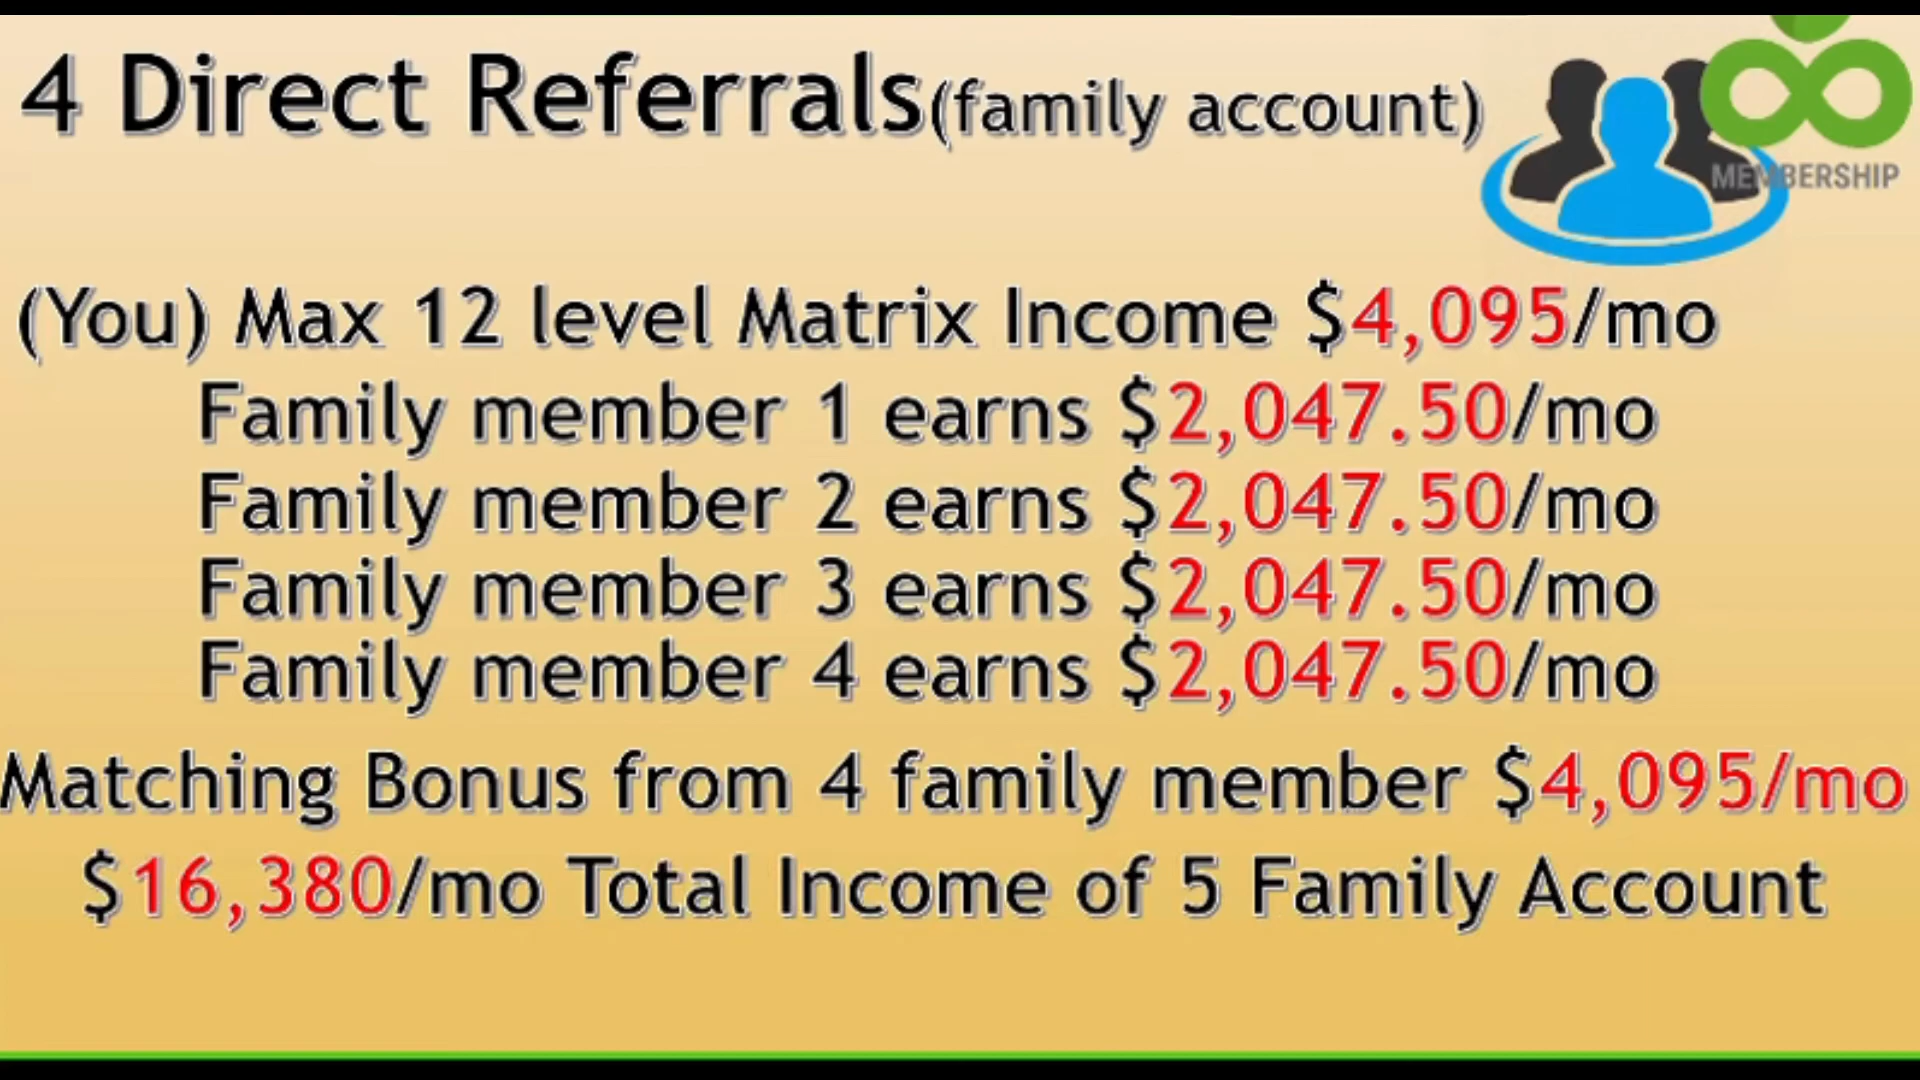 4 Direct Referrals(family account)
MEMBERSHIP
(You) Max 12 level Matrix Income $4,095/mo
Family member 1 earns $2,047.50/mo
Family member 2 earns $2,047.50/mo
Family member 3 earns $2,047.50/mo
Family member 4 earns $2,047.50/mo
Matching Bonus from 4 family member $4,095/mo
$16,380/mo Total Income of 5 Family Account